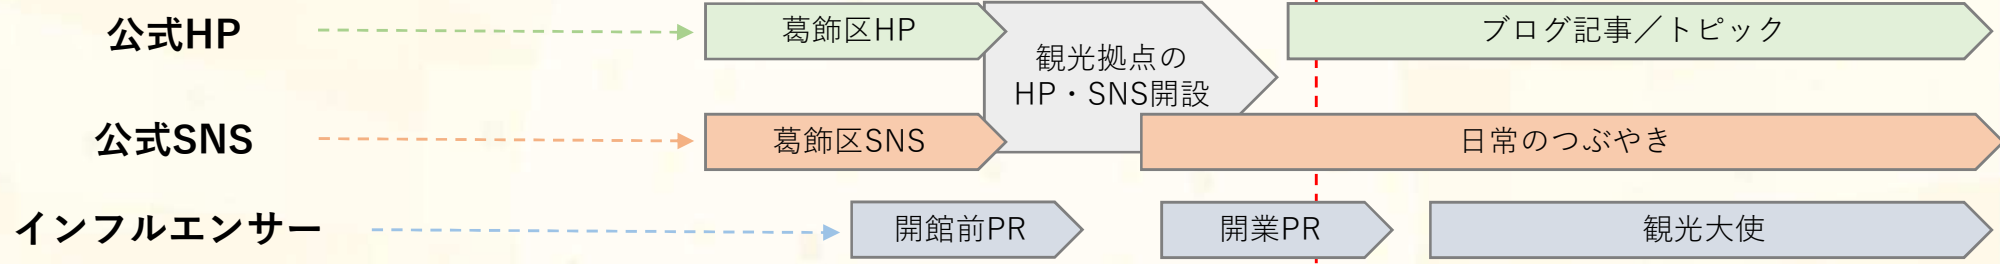 公式HP
葛飾区HP
観光拠点の
HP・SNS開設
ブログ記事／トピック
公式SNS
葛飾区SNS
日常のつぶやき
インフルエンサー
開館前PR
開業PR
観光大使